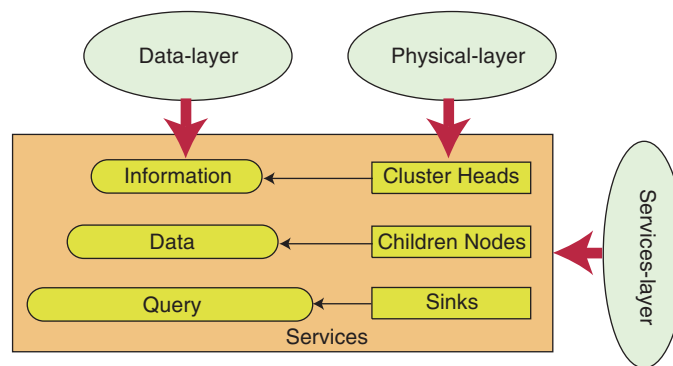 Data-layer
Physical-layer
Information
Cluster Heads
Data
Children Nodes
Query
Sinks
Services
Services-layer